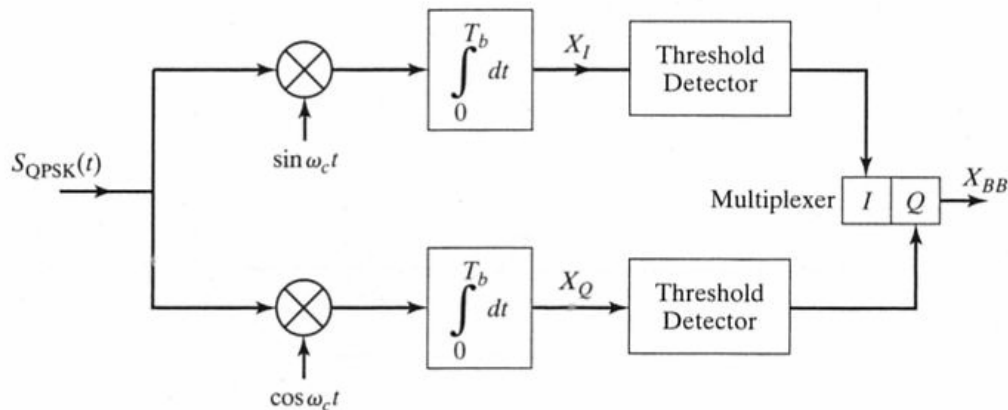 T_b
∫ dt
0
X_I
Threshold
Detector
sin ω_c t
S_QPSK(t)
Multiplexer
I
Q
X_BB
T_b
∫ dt
0
X_Q
Threshold
Detector
cos ω_c t